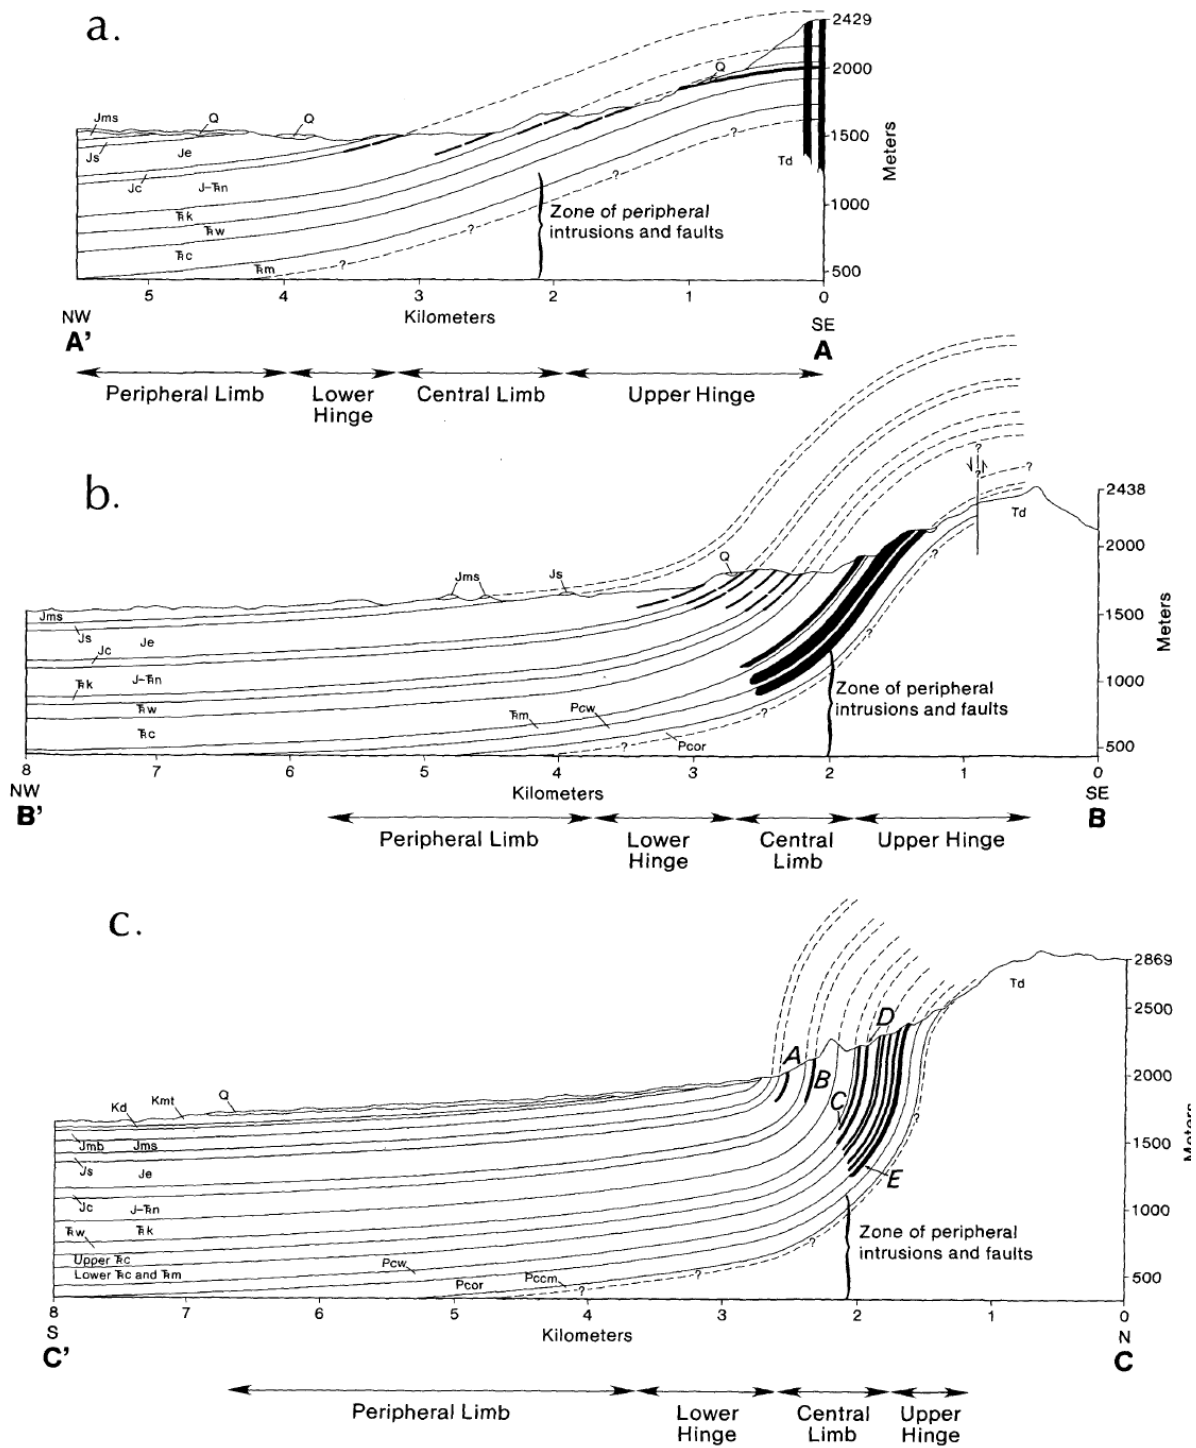 a.
2429
2000
1500
1000
500
Meters
Q
Jms
Q
Q
Js
Je
Jc
J-Ћn
Ћk
Ћw
Ћc
Ћm
Td
?
?
?
?
Zone of peripheral
intrusions and faults
5
4
3
2
1
0
NW
Kilometers
SE
A’
A
Peripheral Limb
Lower
Hinge
Central Limb
Upper Hinge
b.
?
?
?
2438
Td
2000
1500
1000
500
Meters
Q
Jms
Js
Jms
Js
Je
Jc
J-Ћn
Ћk
Ћw
Ћc
Ћm
Pcw
Pcor
?
?
?
?
Zone of peripheral
intrusions and faults
8
7
6
5
4
3
2
1
0
NW
Kilometers
SE
B’
B
Peripheral Limb
Lower
Hinge
Central
Limb
Upper Hinge
c.
2869
Td
2500
2000
1500
1000
500
Meters
D
A
B
C
E
Q
Kmt
Kd
Jmb
Jms
Js
Je
Jc
J-Ћn
Ћw
Ћk
Upper Ћc
Lower Ћc and Ћm
Pcw
Pcor
Pccm
?
?
?
?
Zone of peripheral
intrusions and faults
8
7
6
5
4
3
2
1
0
S
Kilometers
N
C’
C
Peripheral Limb
Lower
Hinge
Central
Limb
Upper
Hinge